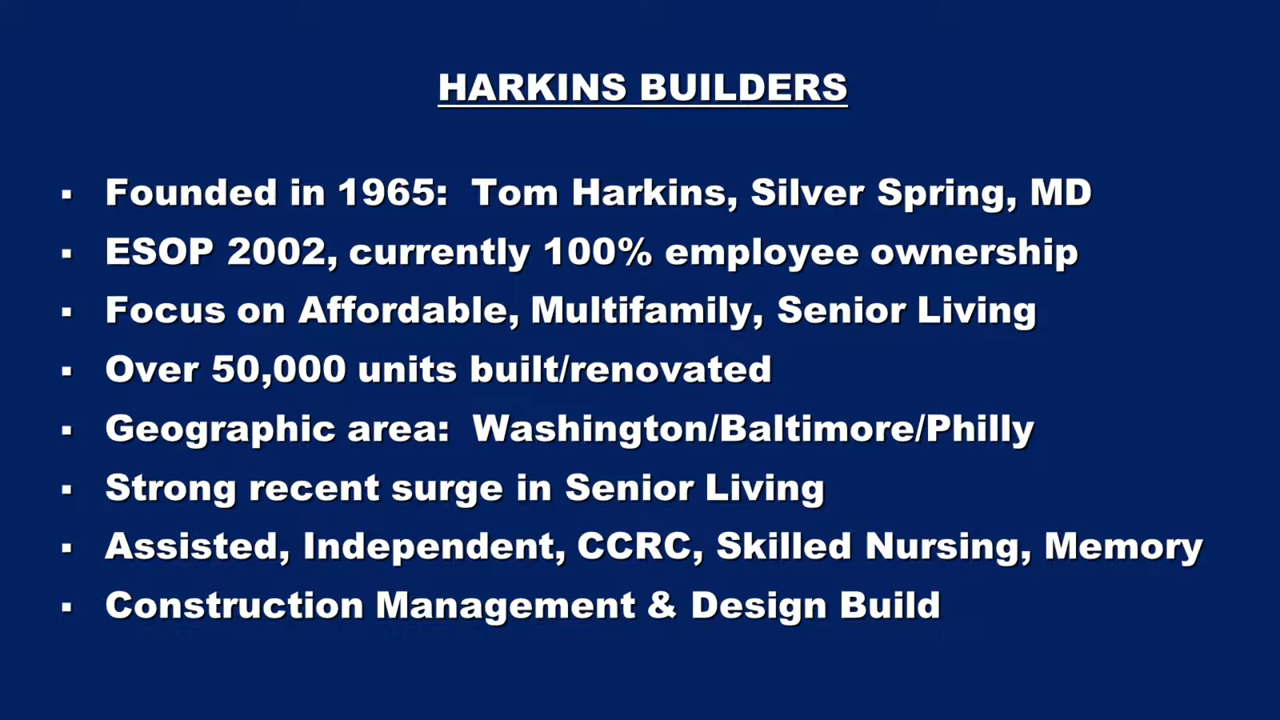 HARKINS BUILDERS
▪ Founded in 1965:  Tom Harkins, Silver Spring, MD
▪ ESOP 2002, currently 100% employee ownership
▪ Focus on Affordable, Multifamily, Senior Living
▪ Over 50,000 units built/renovated
▪ Geographic area:  Washington/Baltimore/Philly
▪ Strong recent surge in Senior Living
▪ Assisted, Independent, CCRC, Skilled Nursing, Memory
▪ Construction Management & Design Build